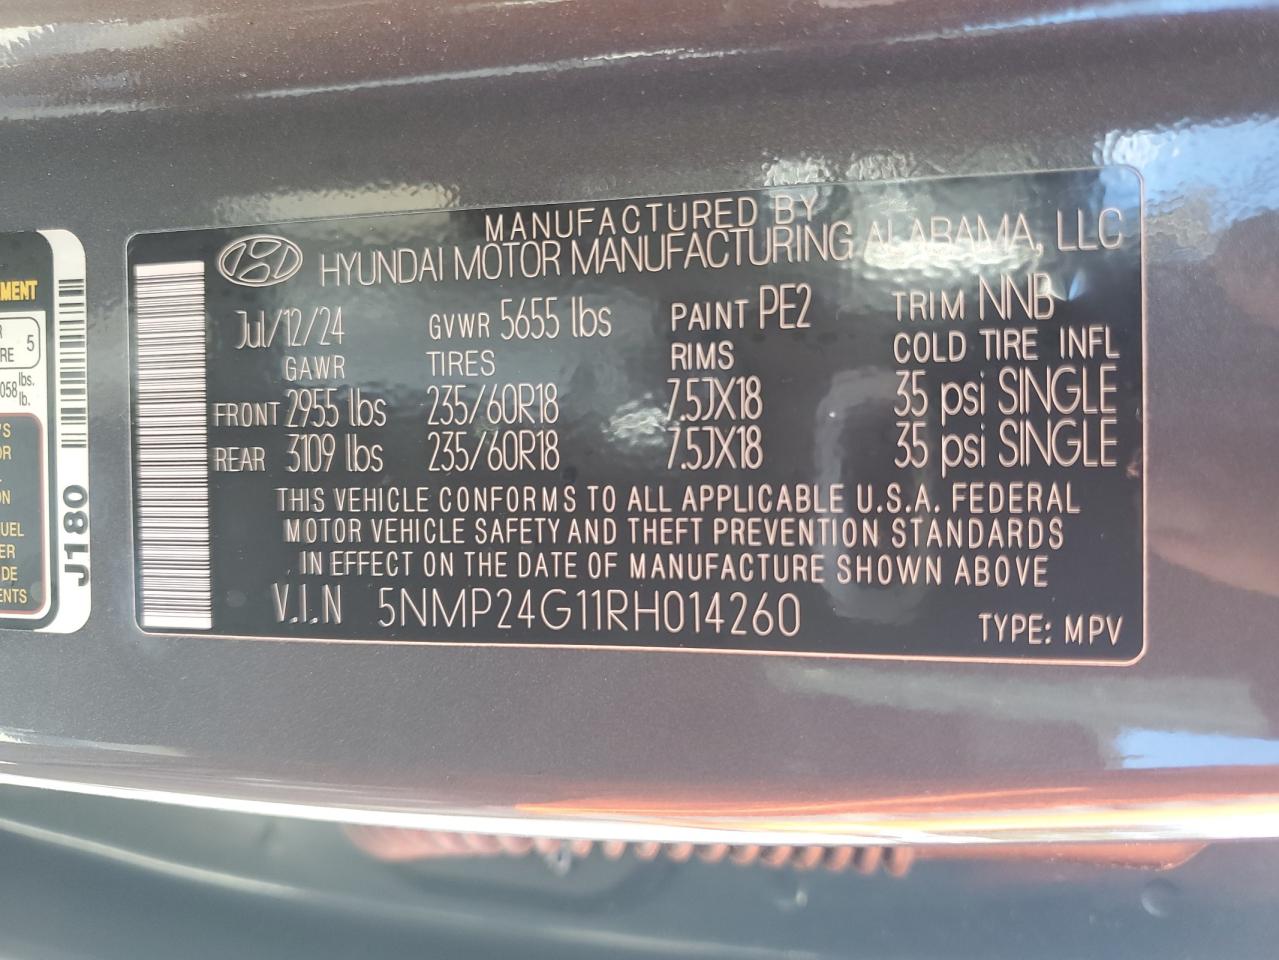 MANUFACTURED BY
HYUNDAI MOTOR MANUFACTURING ALABAMA, LLC
Jul/12/24 GVWR 5655 lbs PAINT PE2 TRIM NNB
GAWR TIRES RIMS COLD TIRE INFL
FRONT 2955 lbs 235/60R18 7.5JX18 35 psi SINGLE
REAR 3109 lbs 235/60R18 7.5JX18 35 psi SINGLE
THIS VEHICLE CONFORMS TO ALL APPLICABLE U.S.A. FEDERAL
MOTOR VEHICLE SAFETY AND THEFT PREVENTION STANDARDS
IN EFFECT ON THE DATE OF MANUFACTURE SHOWN ABOVE
V.I.N 5NMP24G11RH014260
TYPE: MPV
5
lbs.
lb.
J180